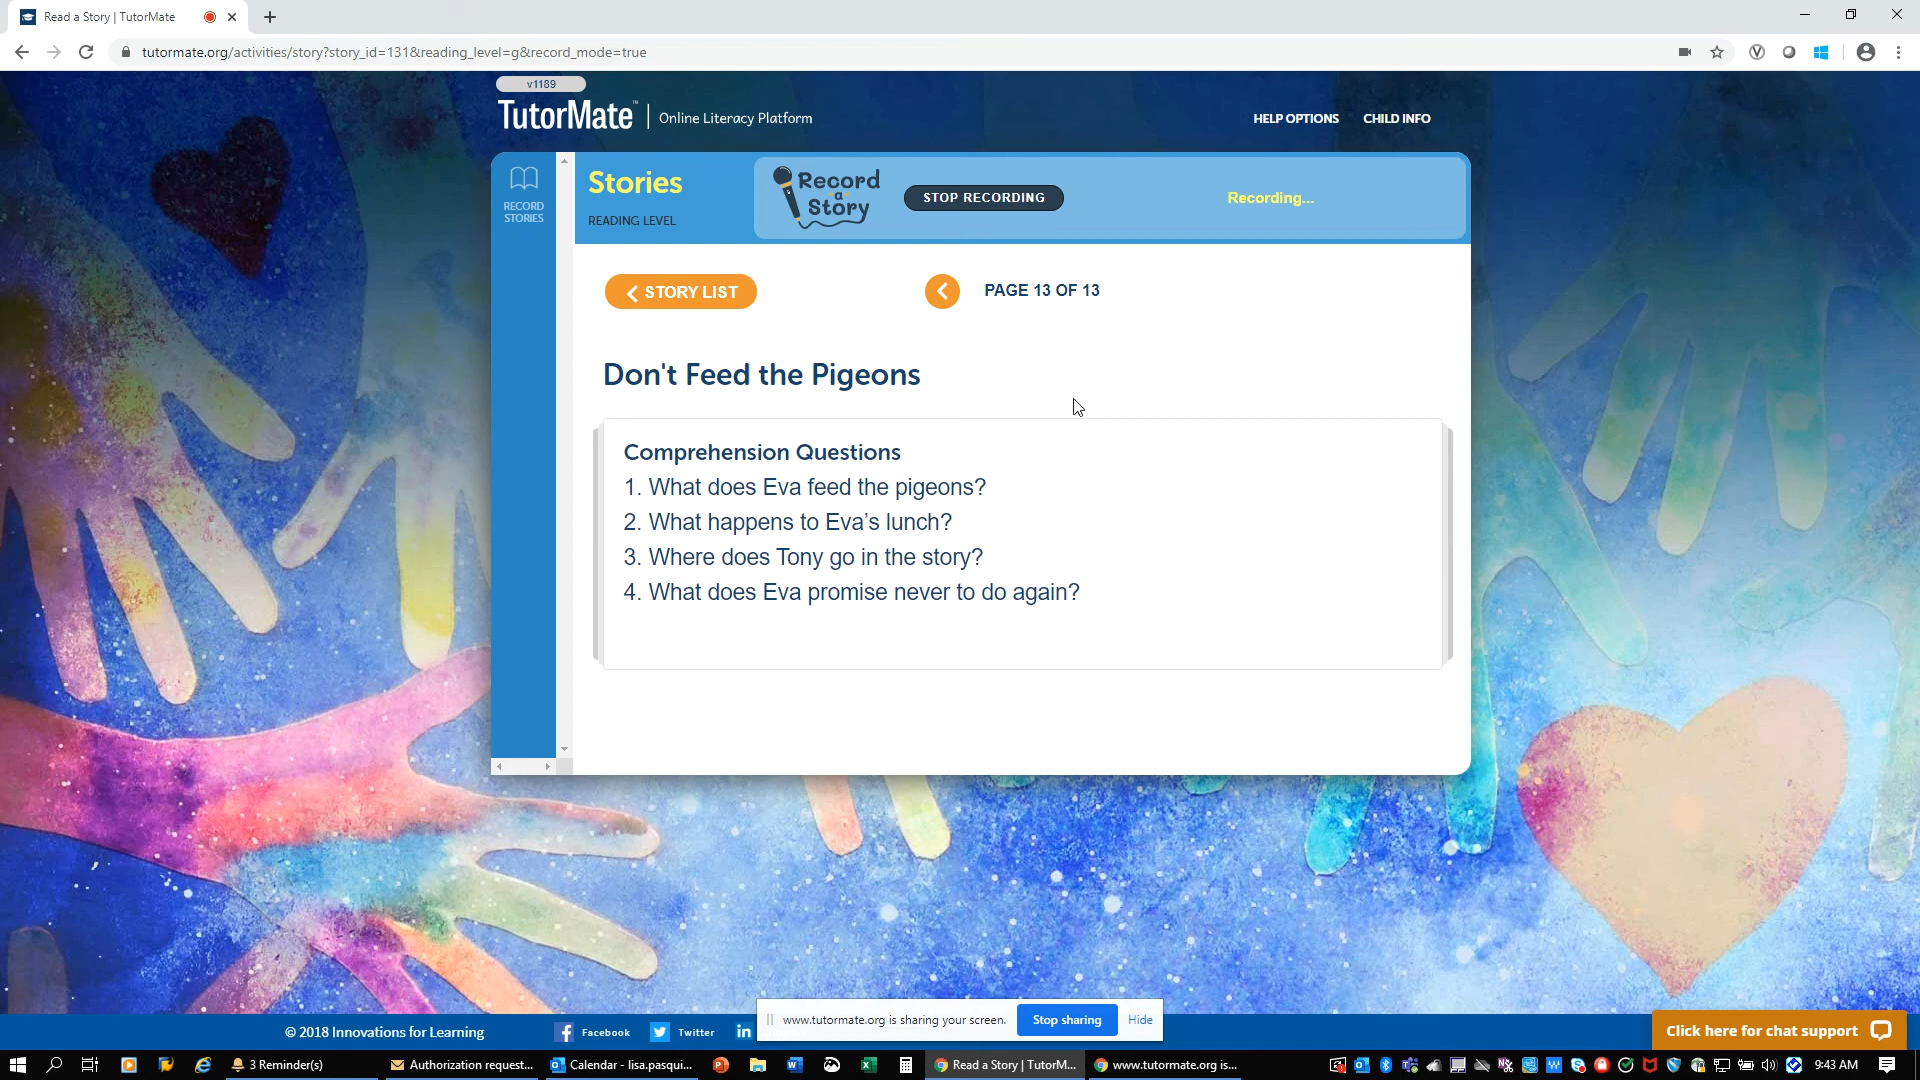 Read a Story | TutorMate
tutormate.org/activities/story?story_id=131&reading_level=g&record_mode=true
v1189
TutorMate™ | Online Literacy Platform
HELP OPTIONS
CHILD INFO
RECORD
STORIES
Stories
READING LEVEL
Record
a
Story
STOP RECORDING
Recording...
STORY LIST
PAGE 13 OF 13
Don't Feed the Pigeons
Comprehension Questions
1. What does Eva feed the pigeons?
2. What happens to Eva’s lunch?
3. Where does Tony go in the story?
4. What does Eva promise never to do again?
© 2018 Innovations for Learning
Facebook
Twitter
in
www.tutormate.org is sharing your screen.
Stop sharing
Hide
Click here for chat support
3 Reminder(s)
Authorization request...
Calendar - lisa.pasqui...
Read a Story | TutorM...
www.tutormate.org is...
9:43 AM